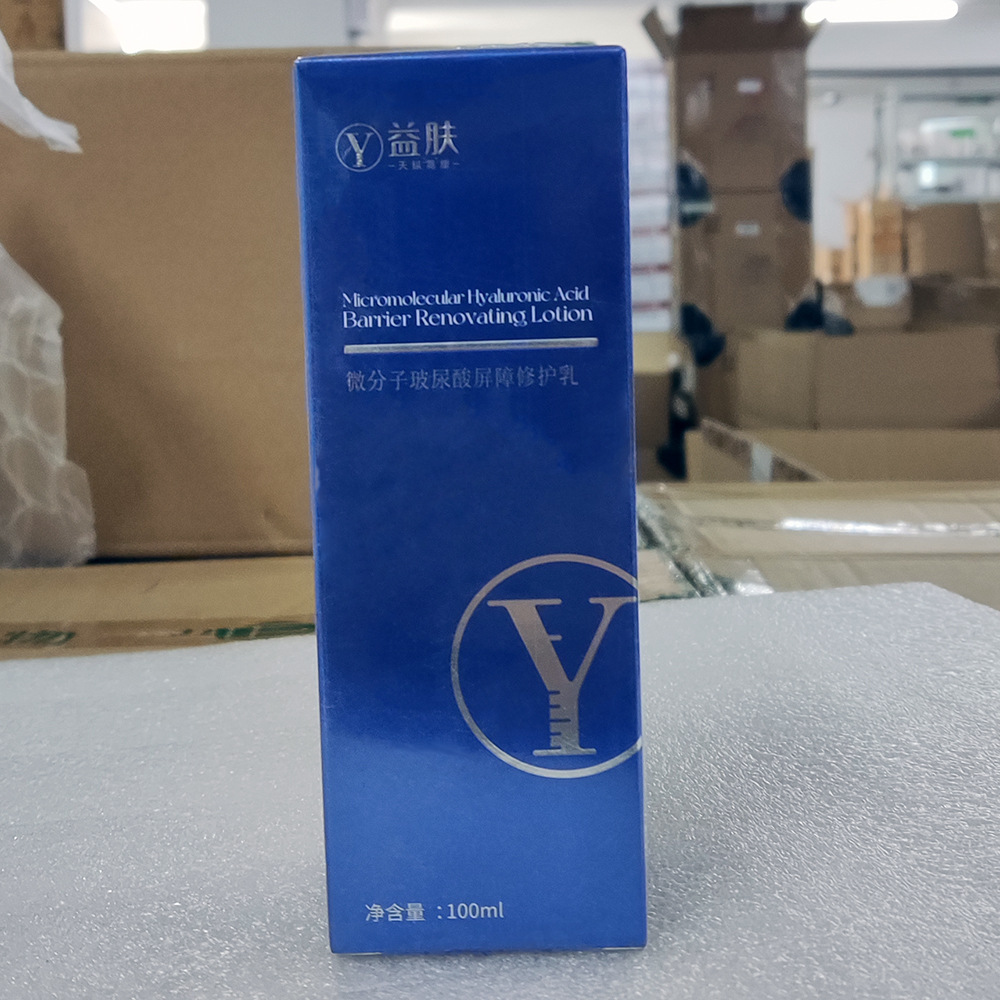 Y 益肤
Micromolecular Hyaluronic Acid
Barrier Renovating Lotion
微分子玻尿酸屏障修护乳
Y
净含量：100ml